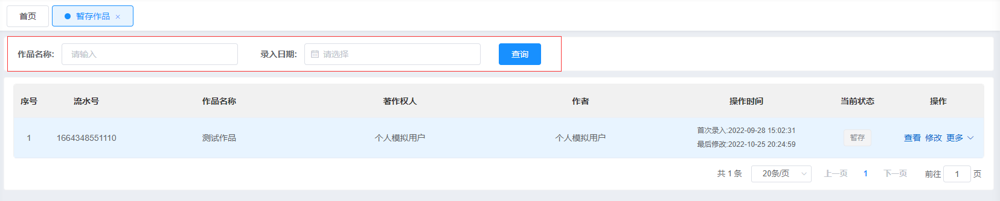 首页 暂存作品 ×
作品名称: 请输入 录入日期: 请选择 查询
序号 流水号 作品名称 著作权人 作者 操作时间 当前状态 操作
1 1664348551110 测试作品 个人模拟用户 个人模拟用户 首次录入:2022-09-28 15:02:31 暂存 查看 修改 更多
最后修改:2022-10-25 20:24:59
共 1 条 20条/页 上一页 1 下一页 前往 1 页